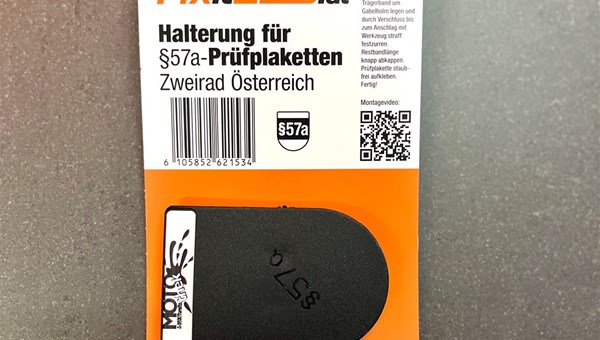 Halterung für
§57a-Prüfplaketten
Zweirad Österreich
§57a
6 105852 621534
Trägerband um
Gabelholm legen und
durch Verschluss bis
zum Anschlag mit
Werkzeug straff
festzurren.
Restbandlänge
knapp abkappen.
Prüfplakette staub-
frei aufkleben.
Fertig!
Montagevideo:
§57a
MOTO